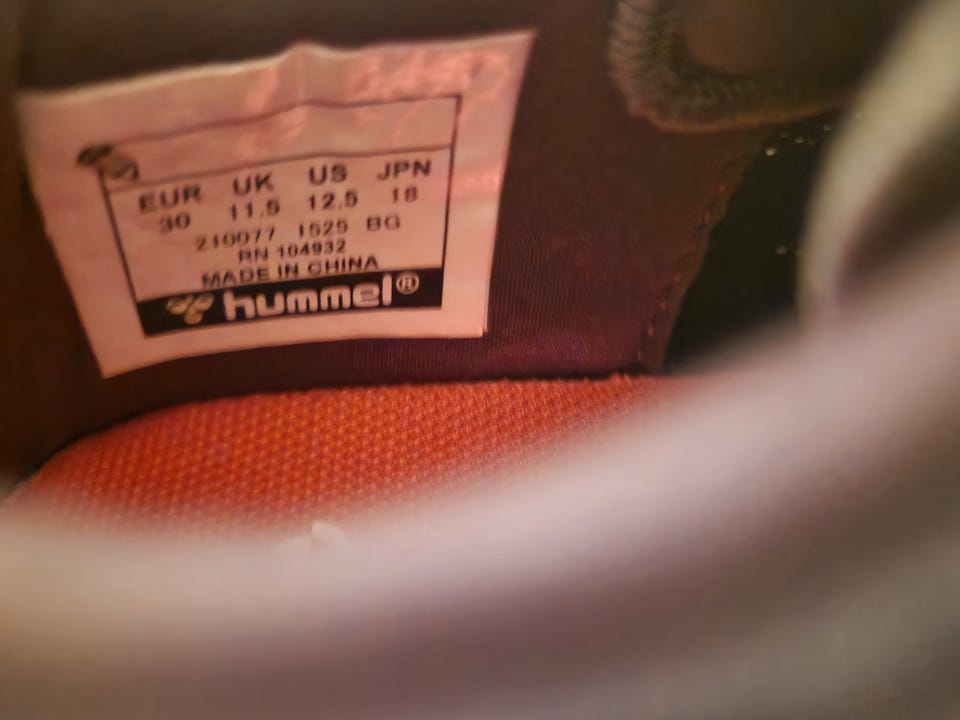 EUR UK US JPN
30 11,5 12,5 18
210077 1525 BG
RN 104932
MADE IN CHINA
hummel®